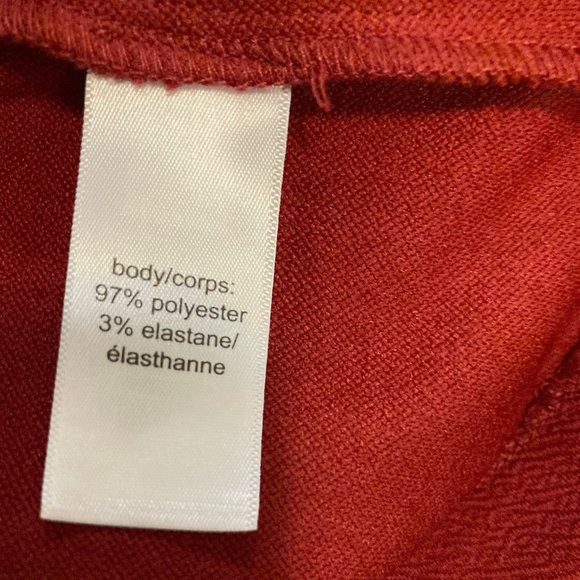 body/corps:
97% polyester
3% elastane/
élasthanne